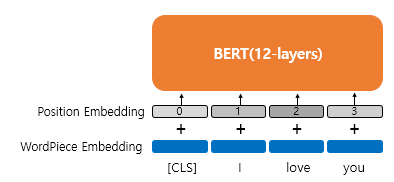 BERT(12-layers)
Position Embedding 0 1 2 3
+ + + +
WordPiece Embedding
[CLS] I love you